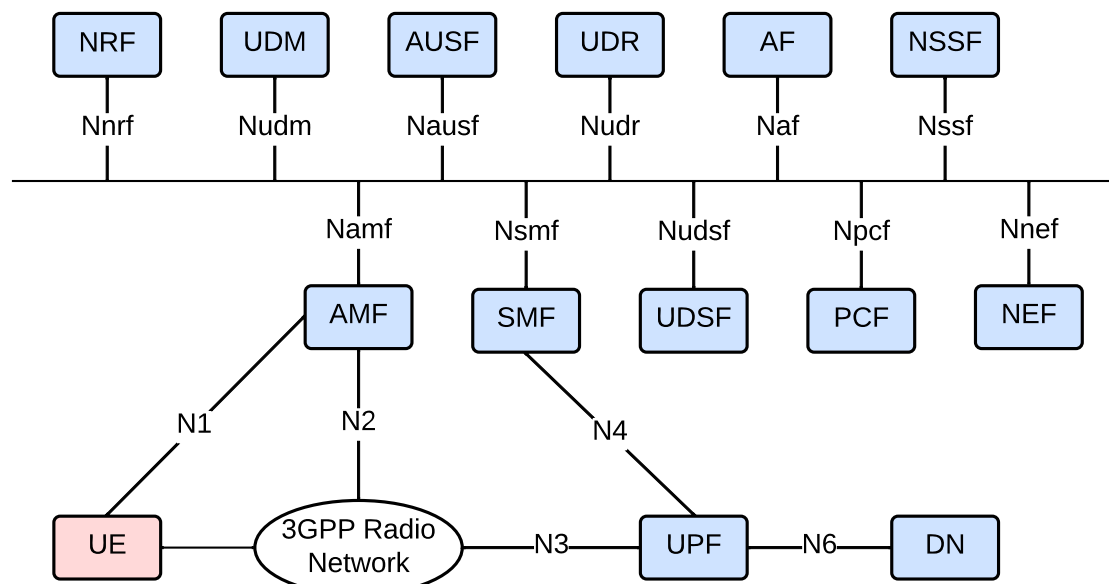 NRF
UDM
AUSF
UDR
AF
NSSF
Nnrf
Nudm
Nausf
Nudr
Naf
Nssf
Namf
Nsmf
Nudsf
Npcf
Nnef
AMF
SMF
UDSF
PCF
NEF
N1
N2
N4
UE
3GPP Radio
Network
N3
UPF
N6
DN